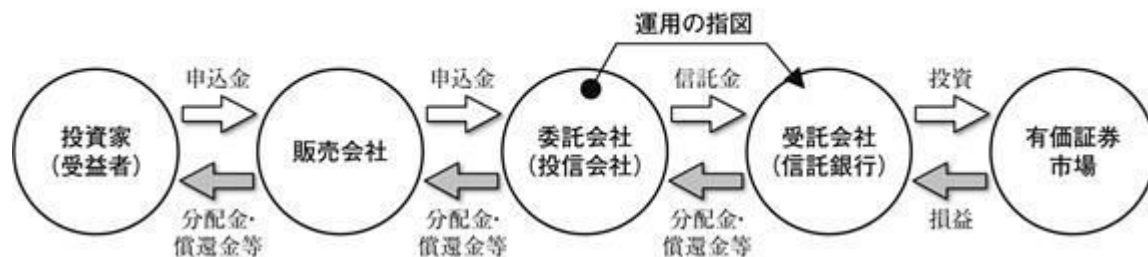 運用の指図
申込金
申込金
信託金
投資
投資家
(受益者)
販売会社
委託会社
(投信会社)
受託会社
(信託銀行)
有価証券
市場
分配金・
償還金等
分配金・
償還金等
分配金・
償還金等
損益